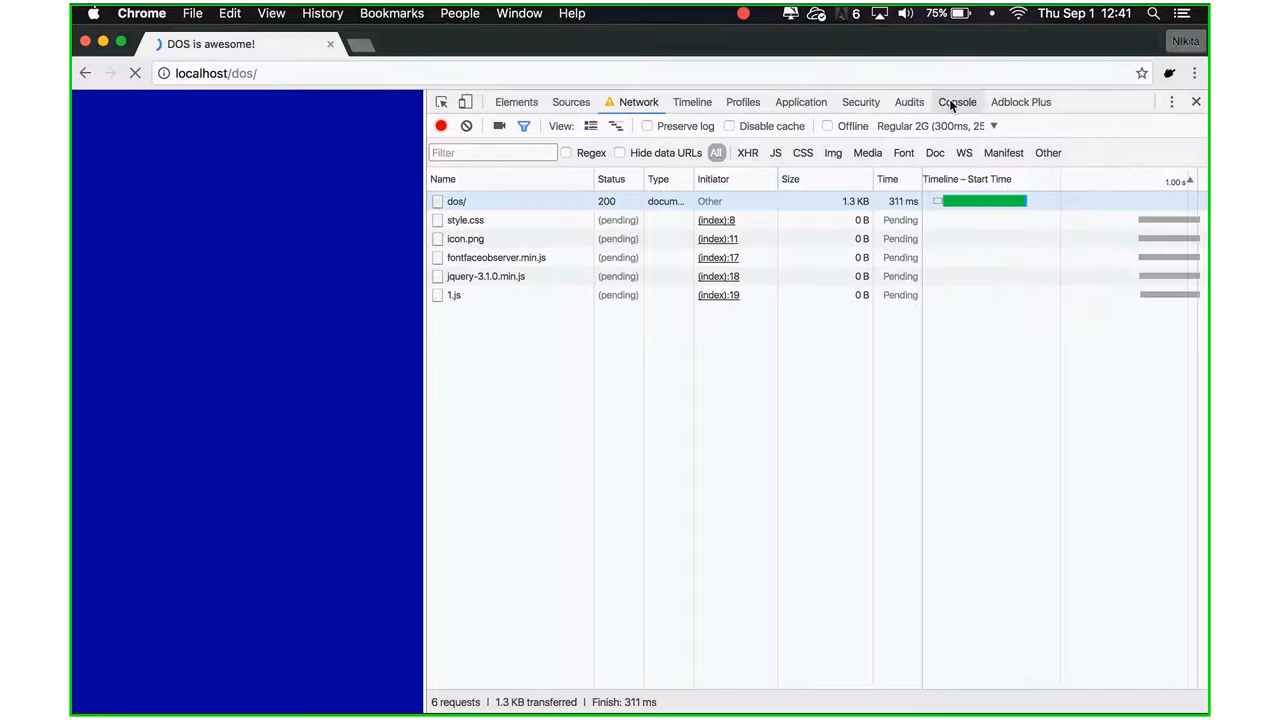 Chrome File Edit View History Bookmarks People Window Help 6 75% Thu Sep 1 12:41
DOS is awesome! Nikita
localhost/dos/
Elements Sources Network Timeline Profiles Application Security Audits Console Adblock Plus
View: Preserve log Disable cache Offline Regular 2G (300ms, 25
Filter Regex Hide data URLs All XHR JS CSS Img Media Font Doc WS Manifest Other
Name Status Type Initiator Size Time Timeline – Start Time 1.00 s
dos/ 200 docum... Other 1.3 KB 311 ms
style.css (pending) (index):8 0 B Pending
icon.png (pending) (index):11 0 B Pending
fontfaceobserver.min.js (pending) (index):17 0 B Pending
jquery-3.1.0.min.js (pending) (index):18 0 B Pending
1.js (pending) (index):19 0 B Pending
6 requests | 1.3 KB transferred | Finish: 311 ms